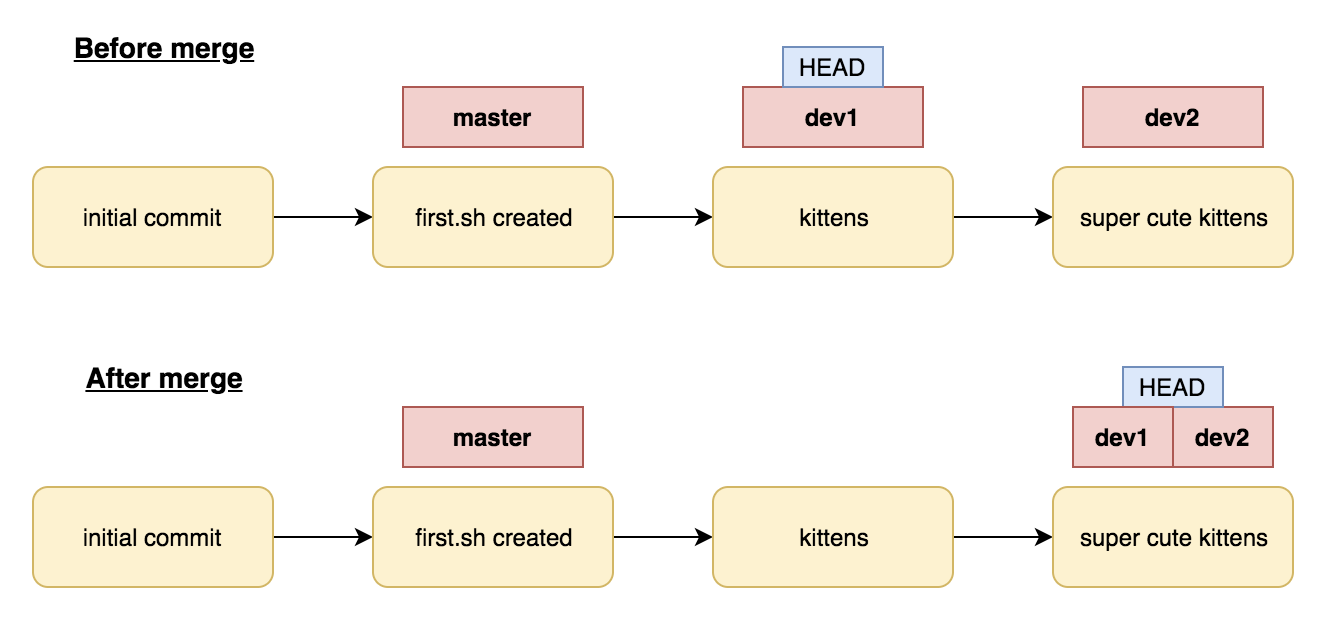 Before merge
HEAD
master
dev1
dev2
initial commit
first.sh created
kittens
super cute kittens
After merge
HEAD
master
dev1
dev2
initial commit
first.sh created
kittens
super cute kittens